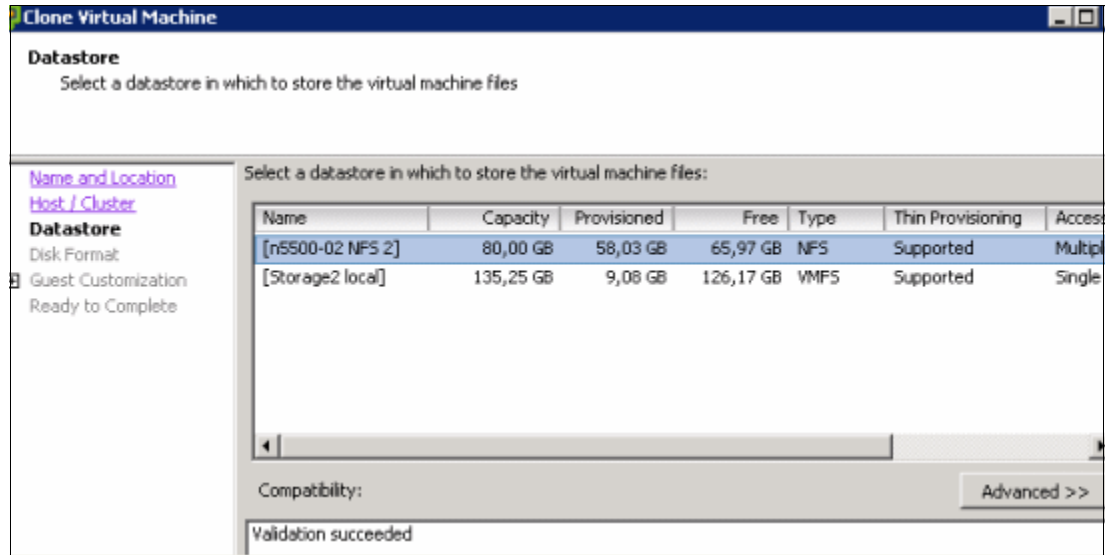 Clone Virtual Machine
Datastore
Select a datastore in which to store the virtual machine files
Name and Location
Host / Cluster
Datastore
Disk Format
Guest Customization
Ready to Complete
Select a datastore in which to store the virtual machine files:
Name Capacity Provisioned Free Type Thin Provisioning Access
[n5500-02 NFS 2] 80,00 GB 58,03 GB 65,97 GB NFS Supported Multipl
[Storage2 local] 135,25 GB 9,08 GB 126,17 GB VMFS Supported Single
Compatibility:
Advanced >>
Validation succeeded